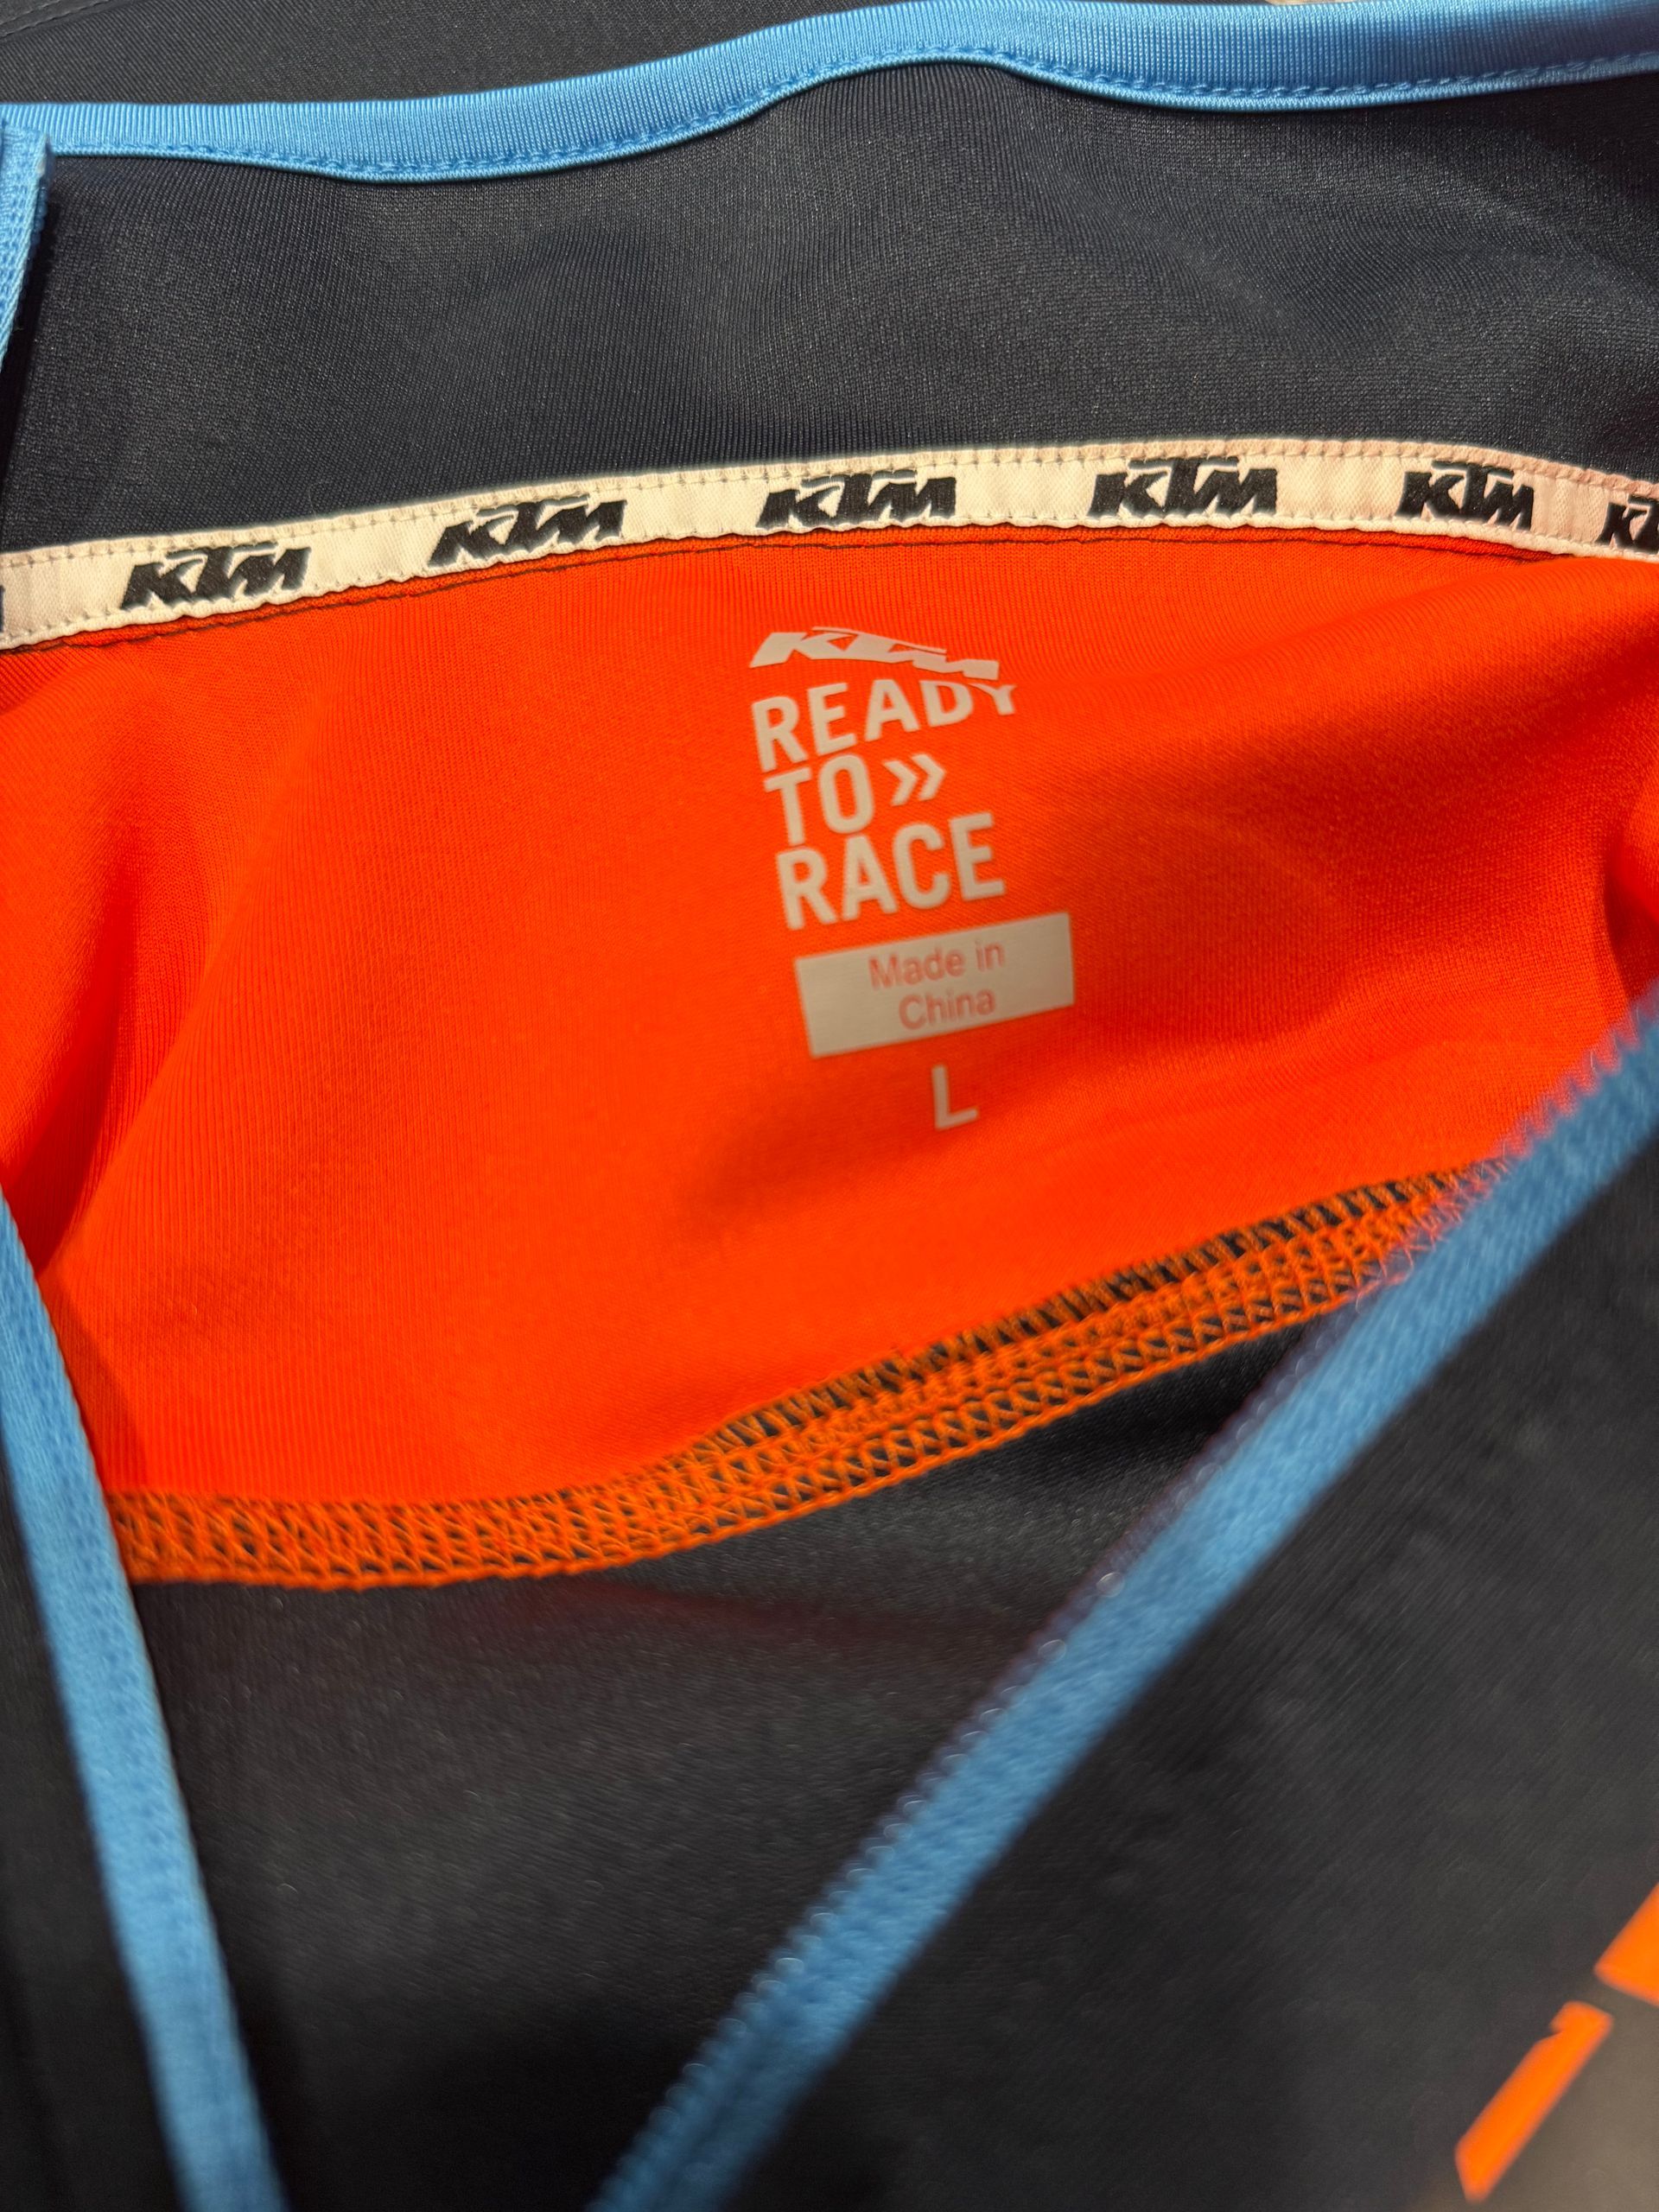 KTM KTM KTM KTM KTM
KTM
READY
TO »
RACE
Made in
China
L